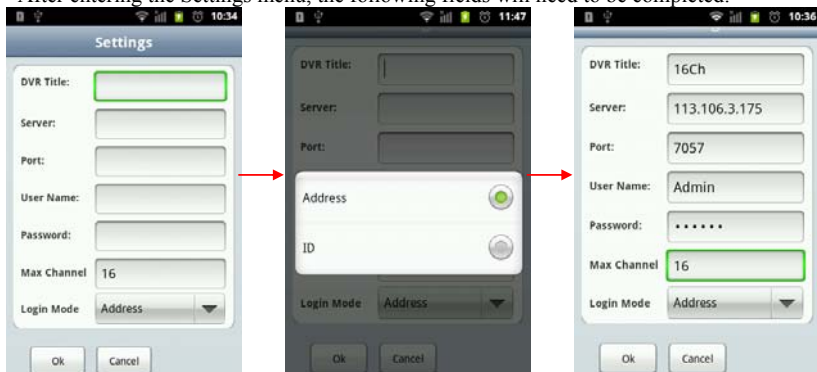 After entering the Settings menu, the following fields will need to be completed:
10:34
Settings
DVR Title:
Server:
Port:
User Name:
Password:
Max Channel 16
Login Mode Address
Ok Cancel
11:47
DVR Title:
Server:
Port:
Address
ID
Login Mode Address
Ok Cancel
10:36
DVR Title: 16Ch
Server: 113.106.3.175
Port: 7057
User Name: Admin
Password: ······
Max Channel 16
Login Mode Address
Ok Cancel